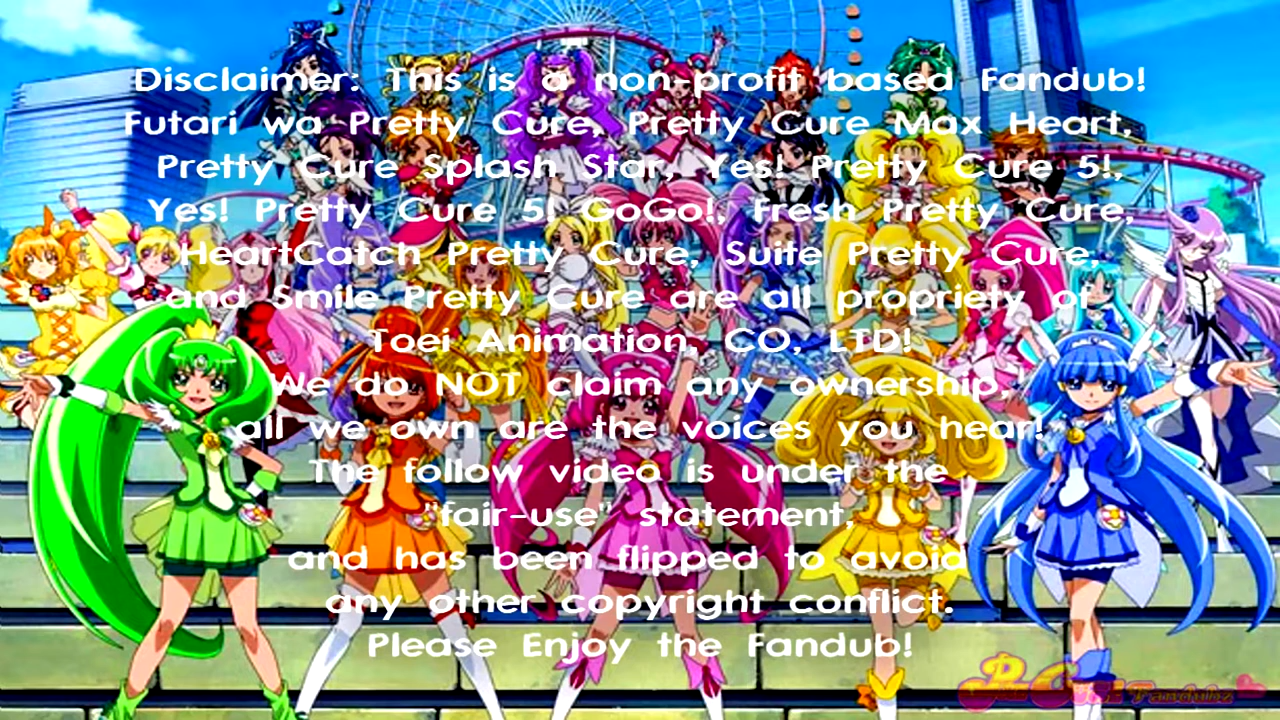 Disclaimer: This is a non-profit based Fandub!
Futari wa Pretty Cure, Pretty Cure Max Heart,
Pretty Cure Splash Star, Yes! Pretty Cure 5!,
Yes! Pretty Cure 5! GoGo!, Fresh Pretty Cure,
HeartCatch Pretty Cure, Suite Pretty Cure,
and Smile Pretty Cure are all propriety of
Toei Animation, CO, LTD!
We do NOT claim any ownership,
all we own are the voices you hear!
The follow video is under the
"fair-use" statement,
and has been flipped to avoid
any other copyright conflict.
Please Enjoy the Fandub!
PreCure Fandubz